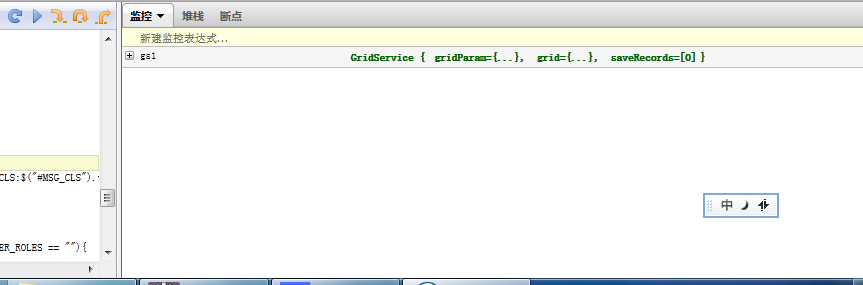 监控 堆栈 断点
新建监控表达式...
gs1 GridService { gridParam={...}, grid={...}, saveRecords=[0] }
CLS:$("#MSG_CLS").
中
ER_ROLES == ""){